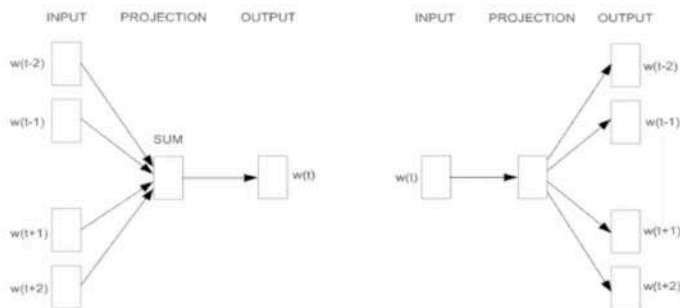 INPUT PROJECTION OUTPUT
w(t-2)
w(t-1)
SUM
w(t)
w(t+1)
w(t+2)
INPUT PROJECTION OUTPUT
w(t-2)
w(t-1)
w(t)
w(t+1)
w(t+2)